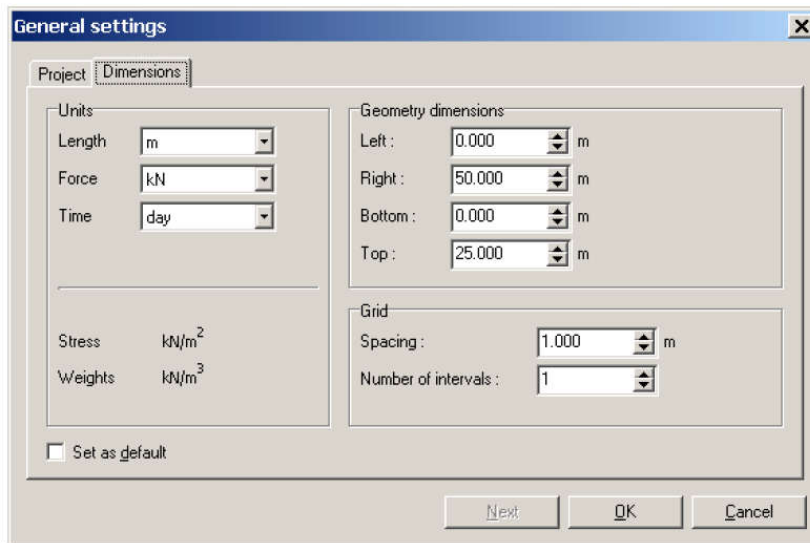 General settings
Project Dimensions
Units
Length m
Force kN
Time day
Stress kN/m²
Weights kN/m³
Geometry dimensions
Left : 0.000 m
Right : 50.000 m
Bottom : 0.000 m
Top : 25.000 m
Grid
Spacing : 1.000 m
Number of intervals : 1
Set as default
Next OK Cancel